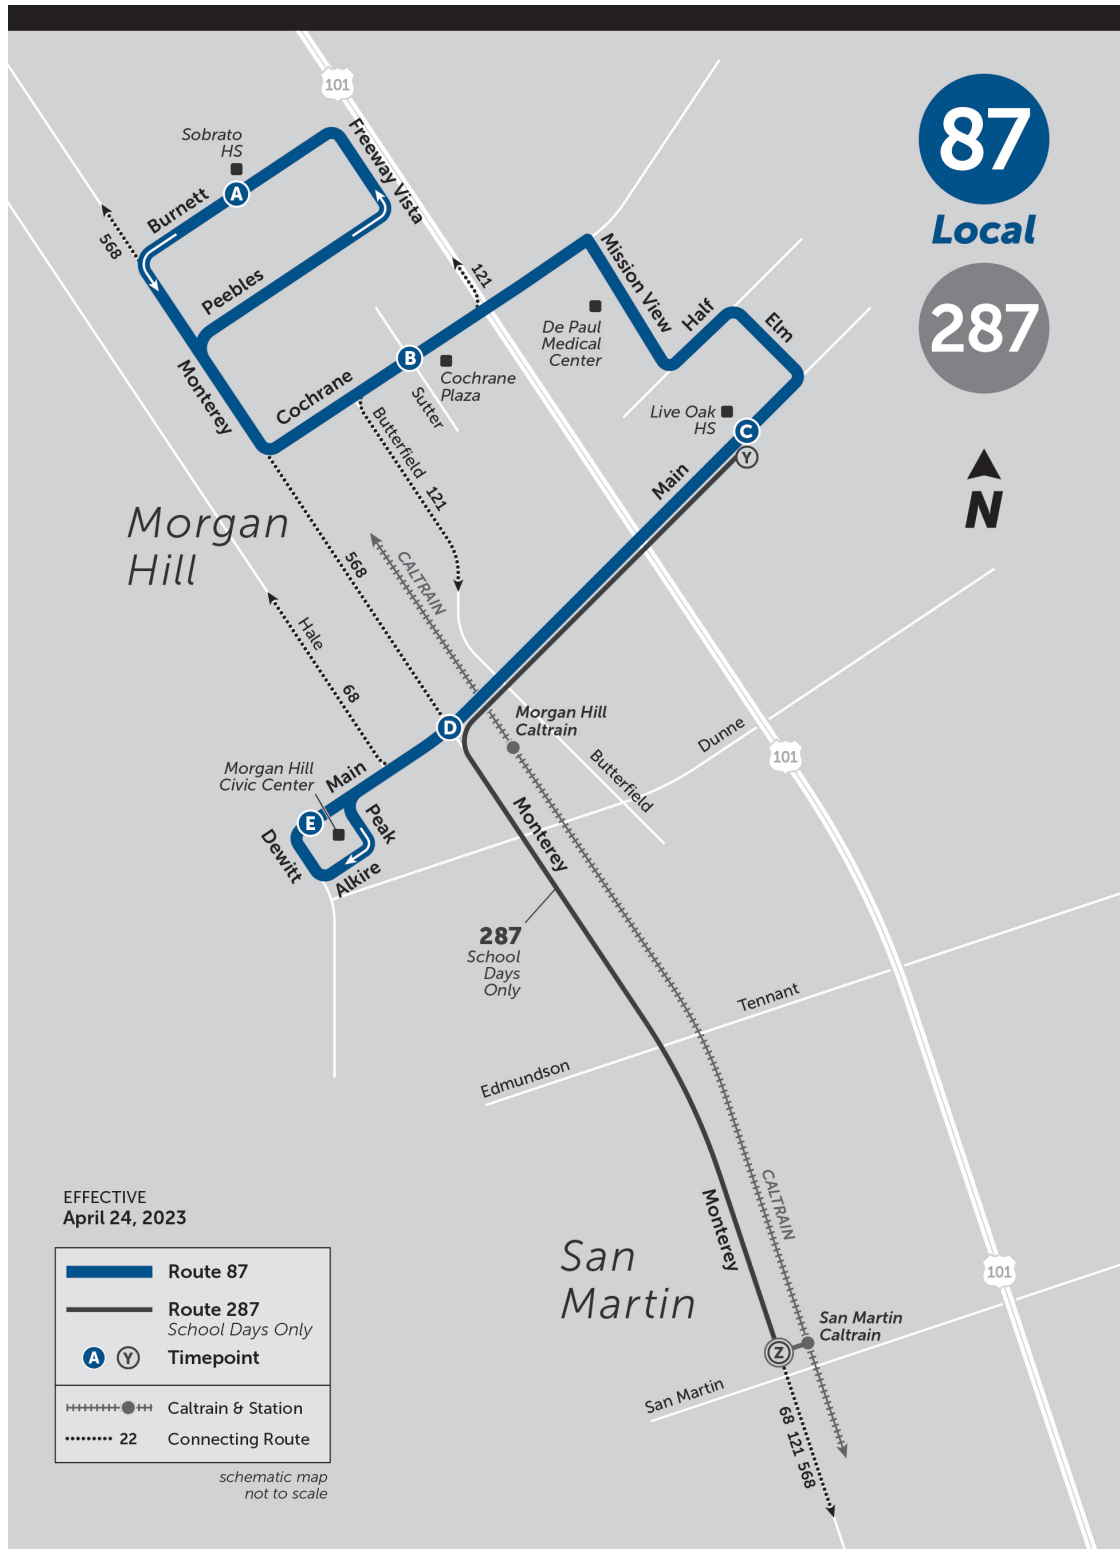 101
87
Local
287
N
Sobrato
HS
A
Burnett
Freeway Vista
568
Peebles
121
Mission View
Half
Elm
De Paul
Medical
Center
B
Cochrane
Plaza
Monterey
Cochrane
Sutter
Butterfield
121
Live Oak
HS
C
Y
Main
Morgan
Hill
CALTRAIN
568
Hale
68
D
Morgan Hill
Caltrain
Dunne
101
Butterfield
Morgan Hill
Civic Center
Main
E
Peak
Dewitt
Alkire
Monterey
287
School
Days
Only
Tennant
Edmundson
CALTRAIN
Monterey
San
Martin
101
San Martin
Caltrain
Z
San Martin
68 121 568
EFFECTIVE
April 24, 2023
Route 87
Route 287
School Days Only
A Y Timepoint
Caltrain & Station
22 Connecting Route
schematic map
not to scale